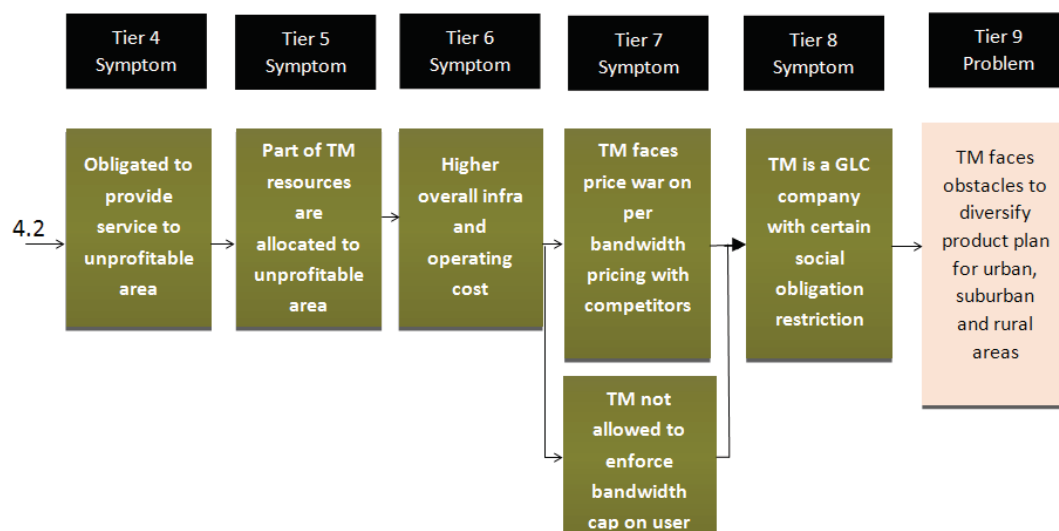 Tier 4
Symptom
Tier 5
Symptom
Tier 6
Symptom
Tier 7
Symptom
Tier 8
Symptom
Tier 9
Problem
4.2
Obligated to
provide
service to
unprofitable
area
Part of TM
resources
are
allocated to
unprofitable
area
Higher
overall infra
and
operating
cost
TM faces
price war on
per
bandwidth
pricing with
competitors
TM not
allowed to
enforce
bandwidth
cap on user
TM is a GLC
company
with certain
social
obligation
restriction
TM faces
obstacles to
diversify
product plan
for urban,
suburban
and rural
areas